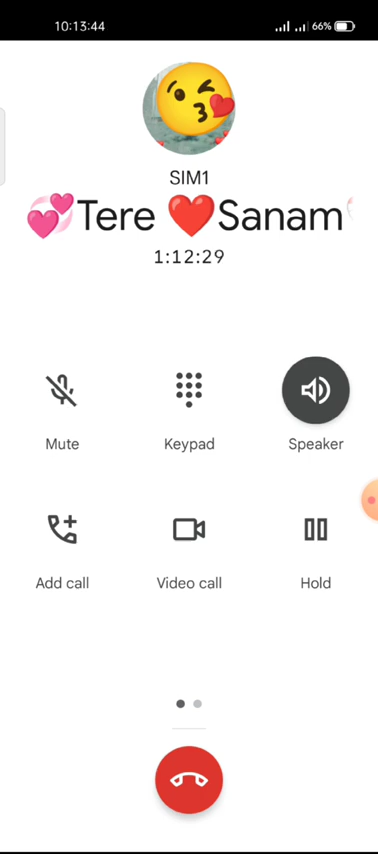 10:13:44 66%
SIM1
💞Tere ❤️Sanam
1:12:29
Mute Keypad Speaker
Add call Video call Hold